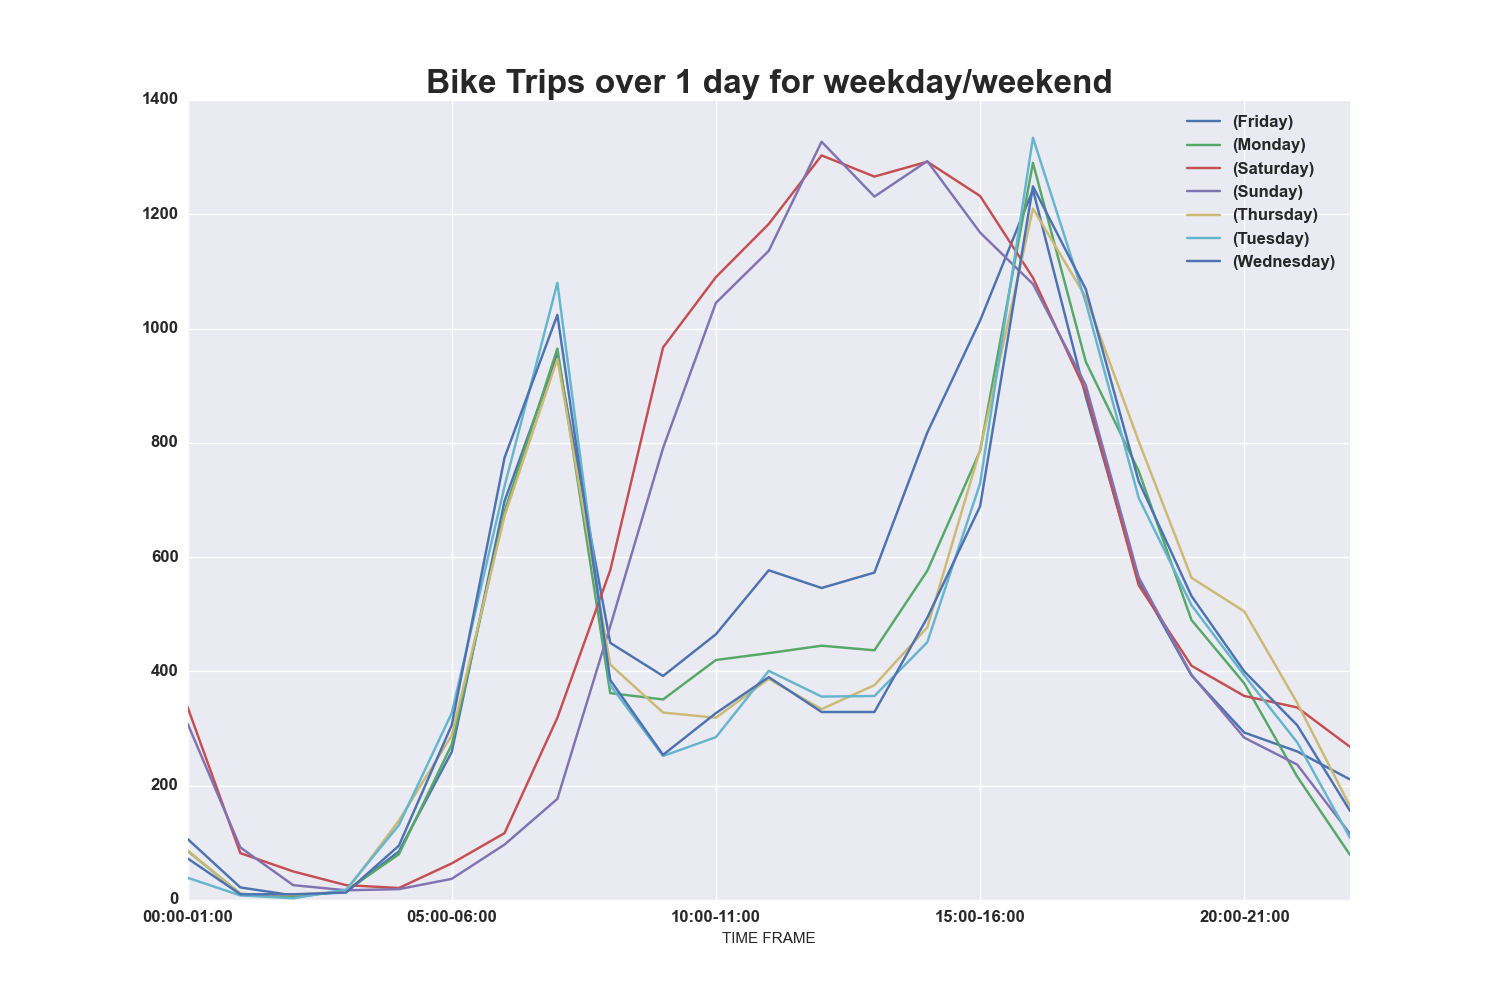 Bike Trips over 1 day for weekday/weekend
1400
1200
1000
800
600
400
200
0
(Friday)
(Monday)
(Saturday)
(Sunday)
(Thursday)
(Tuesday)
(Wednesday)
00:00-01:00 05:00-06:00 10:00-11:00 15:00-16:00 20:00-21:00
TIME FRAME